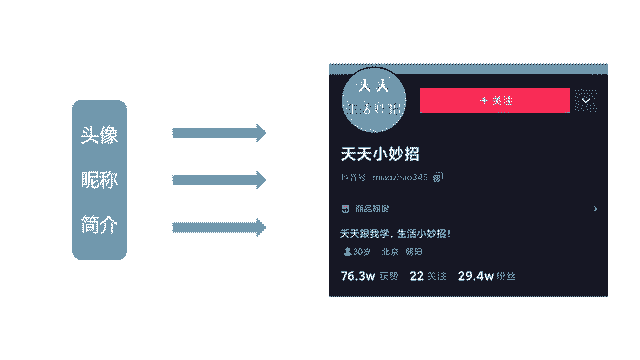 头像
昵称
简介
天天
生活妙招
+ 关注
天天小妙招
抖音号: miaozhao345
商品橱窗
天天跟我学，生活小妙招！
30岁 北京·朝阳
76.3w 获赞 22 关注 29.4w 粉丝